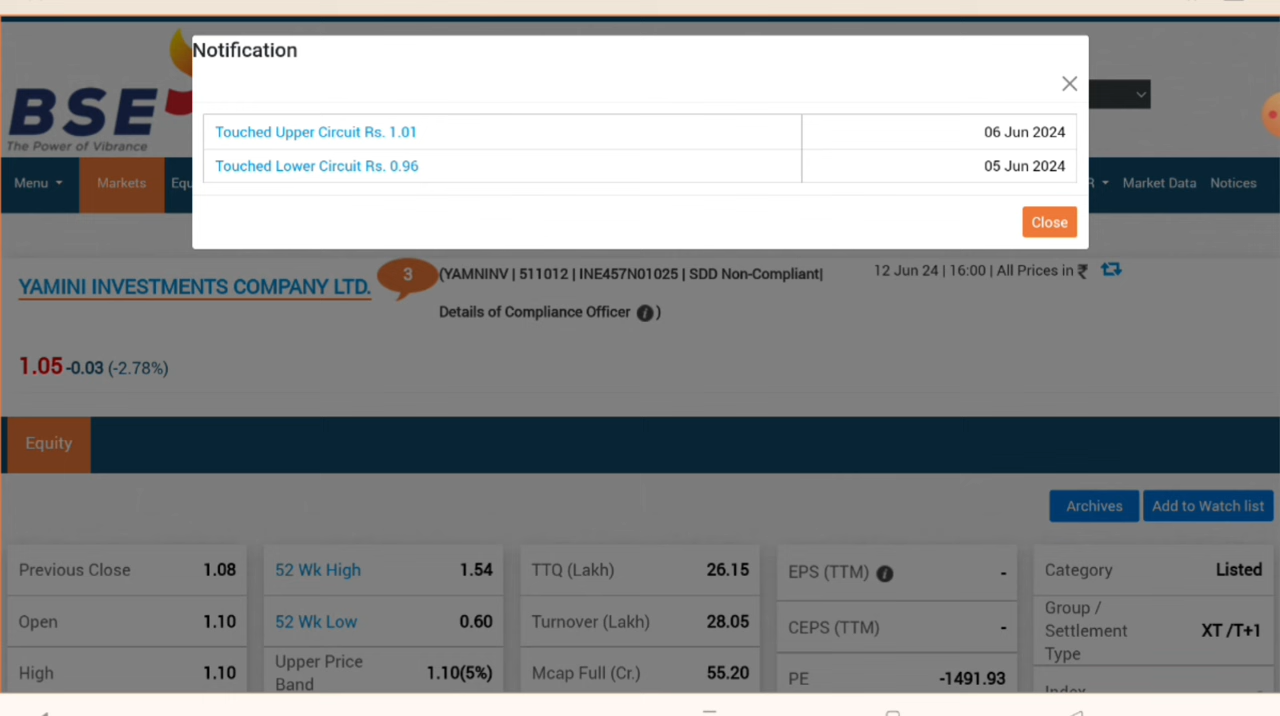 Notification
Touched Upper Circuit Rs. 1.01 06 Jun 2024
Touched Lower Circuit Rs. 0.96 05 Jun 2024
Close
BSE
The Power of Vibrance
Menu Markets Equ R Market Data Notices
YAMINI INVESTMENTS COMPANY LTD. 3 (YAMNINV | 511012 | INE457N01025 | SDD Non-Compliant| 12 Jun 24 | 16:00 | All Prices in ₹
Details of Compliance Officer i )
1.05 -0.03 (-2.78%)
Equity
Archives Add to Watch list
Previous Close 1.08
Open 1.10
High 1.10
52 Wk High 1.54
52 Wk Low 0.60
Upper Price
Band 1.10(5%)
TTQ (Lakh) 26.15
Turnover (Lakh) 28.05
Mcap Full (Cr.) 55.20
EPS (TTM) i -
CEPS (TTM) -
PE -1491.93
Category Listed
Group /
Settlement XT /T+1
Type
Index -